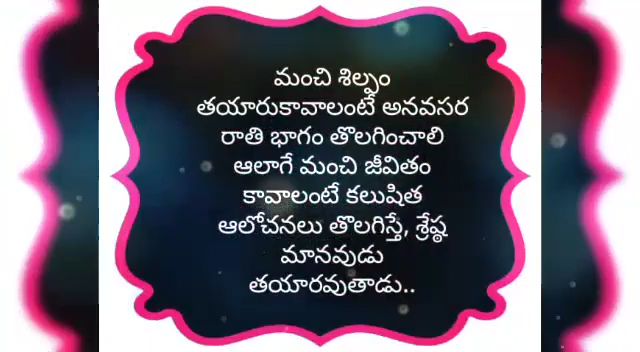 మంచి శిల్పం
తయారుకావాలంటే అనవసర
రాతి భాగం తొలగించాలి
ఆలాగే మంచి జీవితం
కావాలంటే కలుషిత
ఆలోచనలు తొలగిస్తే, శ్రేష్ఠ
మానవుడు
తయారవుతాడు..